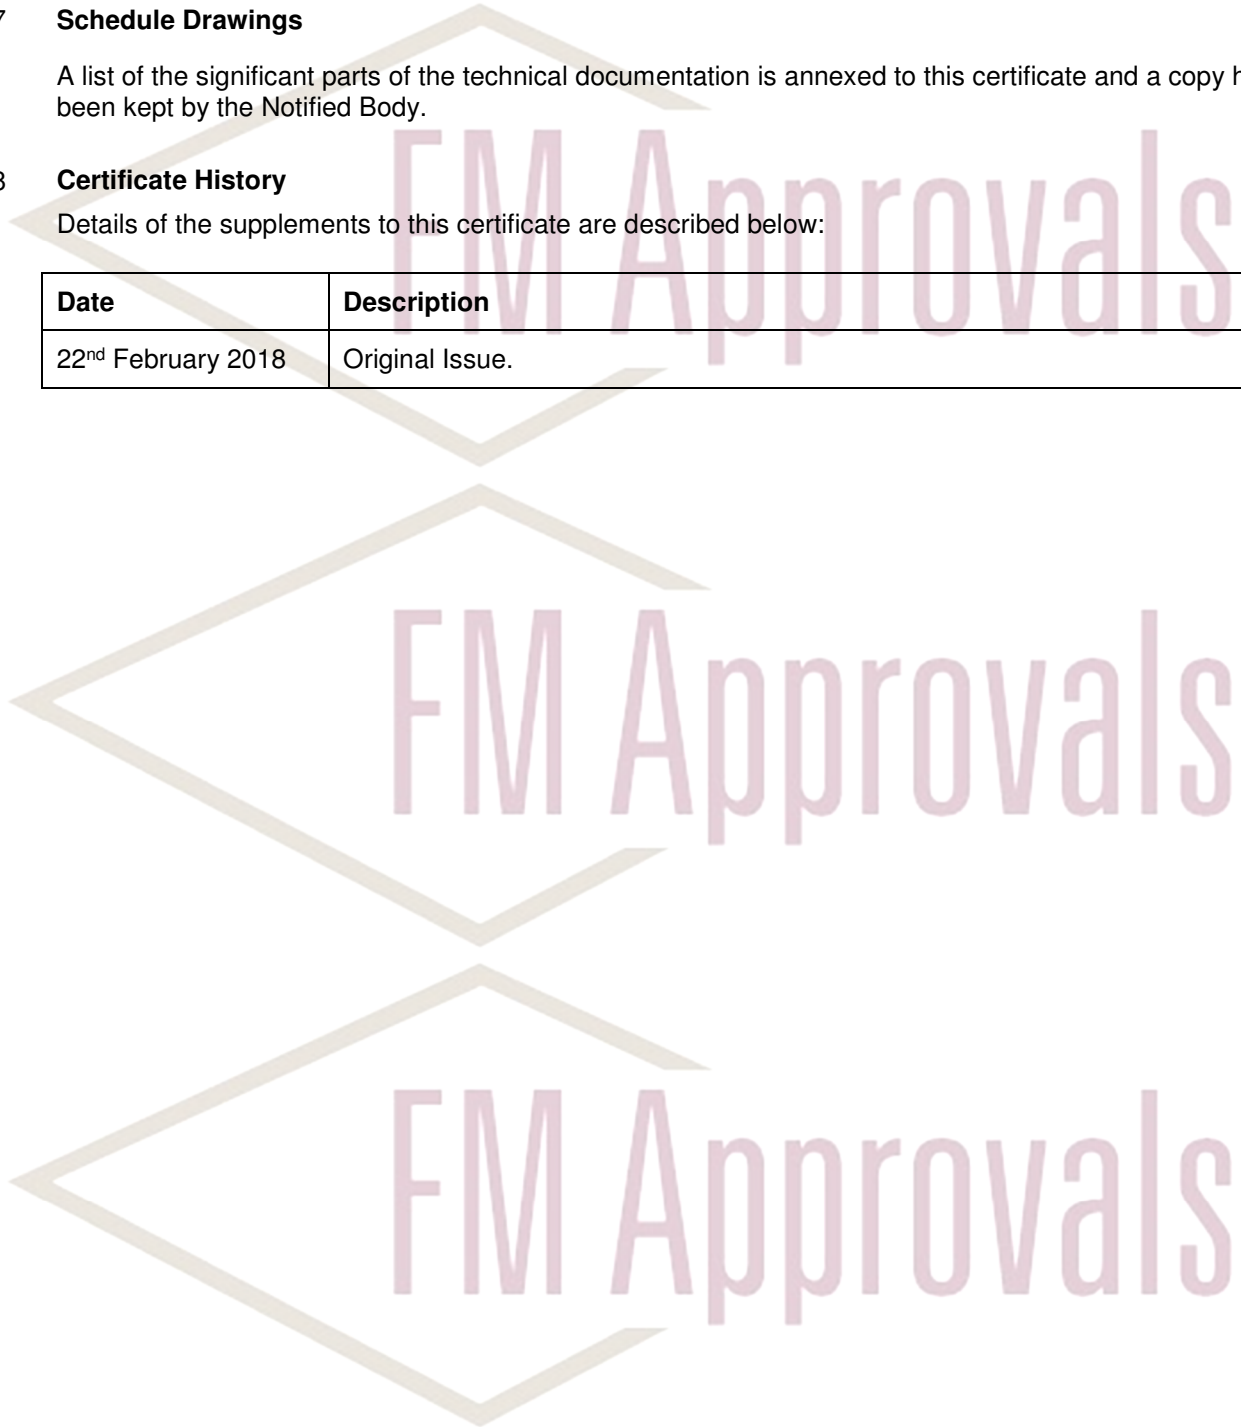 7 Schedule Drawings
A list of the significant parts of the technical documentation is annexed to this certificate and a copy
been kept by the Notified Body.
8 Certificate History
Details of the supplements to this certificate are described below:
Date Description
22nd February 2018 Original Issue.
FM Approvals
FM Approvals
FM Approvals